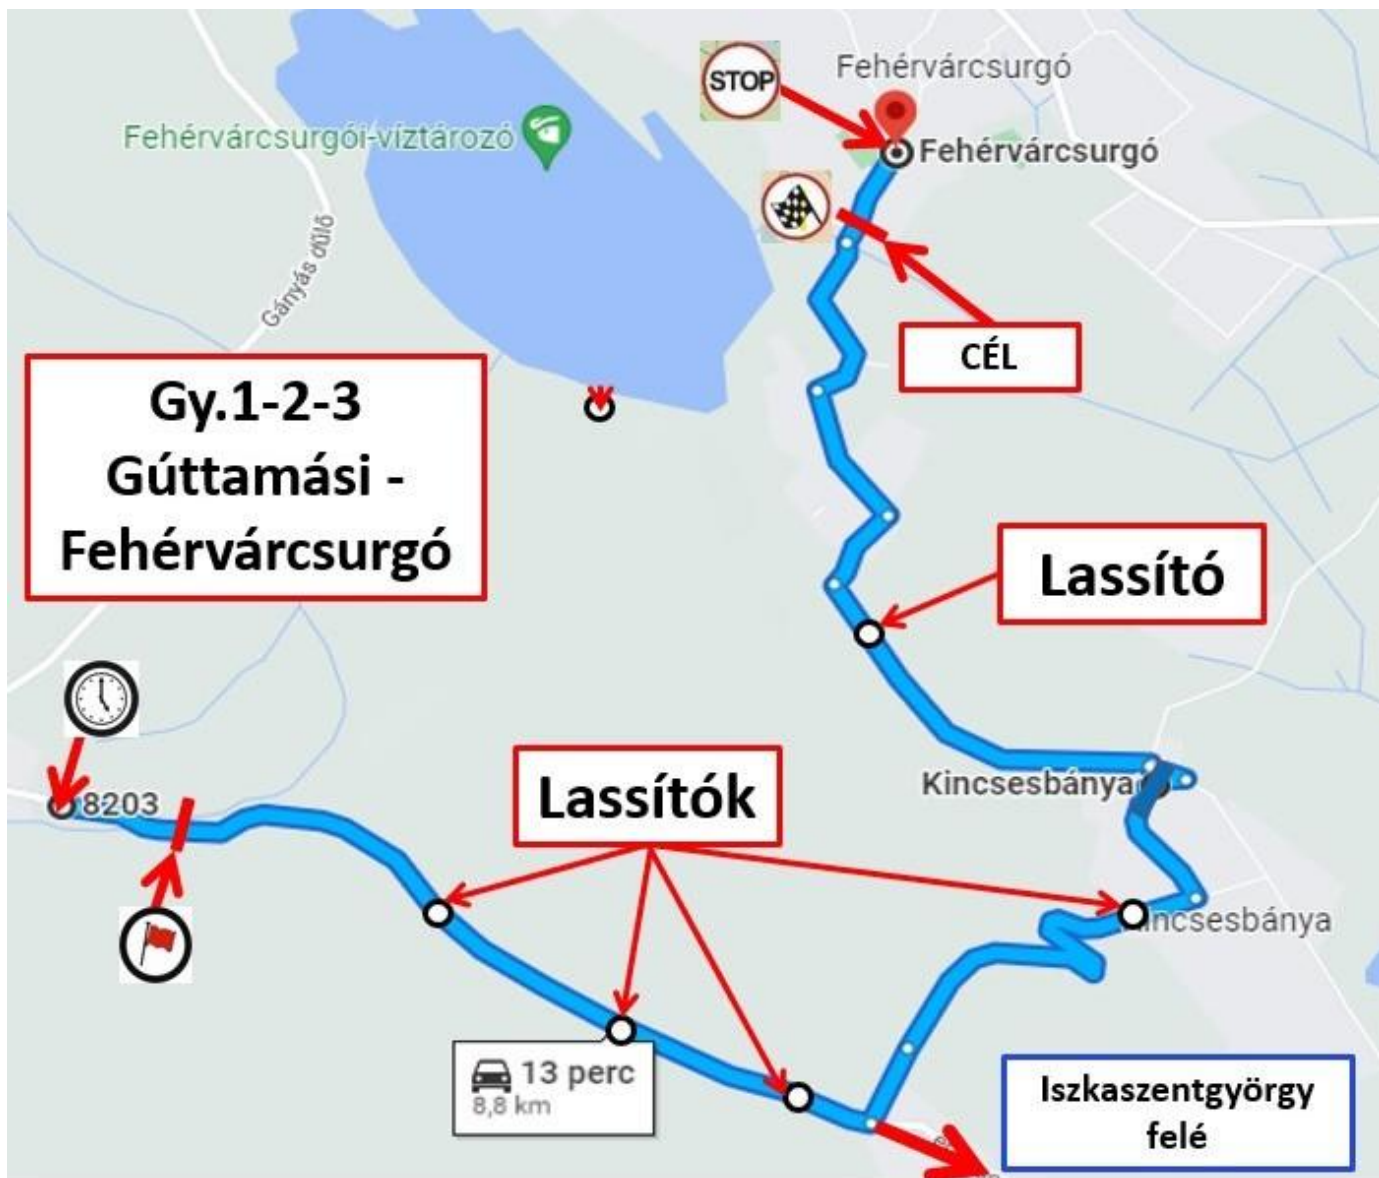 STOP
Fehérvárcsurgó
Fehérvárcsurgói-víztározó
Fehérvárcsurgó
Gányás dűlő
CÉL
Gy.1-2-3
Gúttamási -
Fehérvárcsurgó
Lassító
Lassítók
Kincsesbánya
8203
incsesbánya
13 perc
8,8 km
Iszkaszentgyörgy
felé